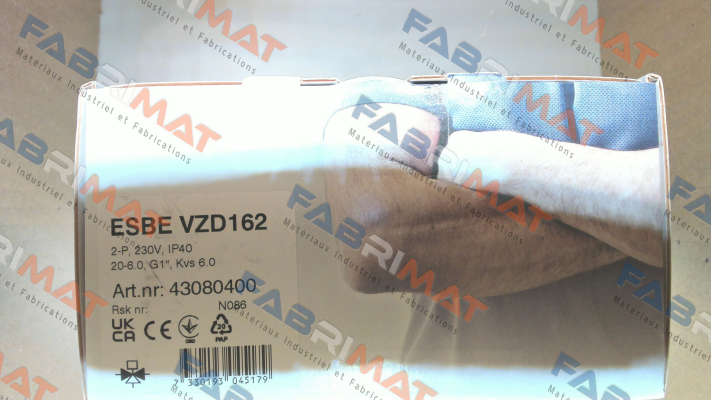 ESBE VZD162
2-P, 230V, IP40
20-6.0, G1", Kvs 6.0
Art.nr: 43080400
Rsk nr:
N086
UK
CA
CE
20
PAP
7 330193 045179
FABRIMAT
Materiaux Industriel et Fabrications